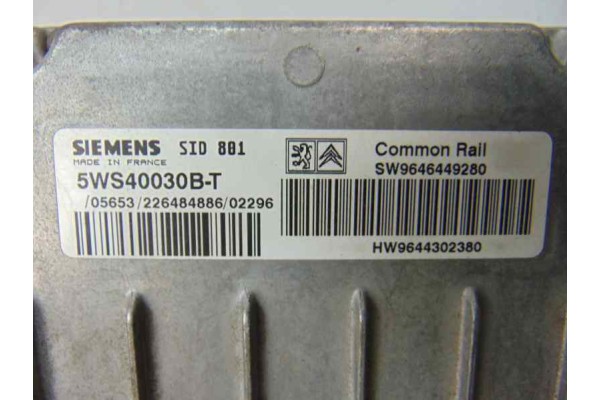 SIEMENS SID 801
MADE IN FRANCE
5WS40030B-T
/05653/226484886/02296
Common Rail
SW9646449280
HW9644302380